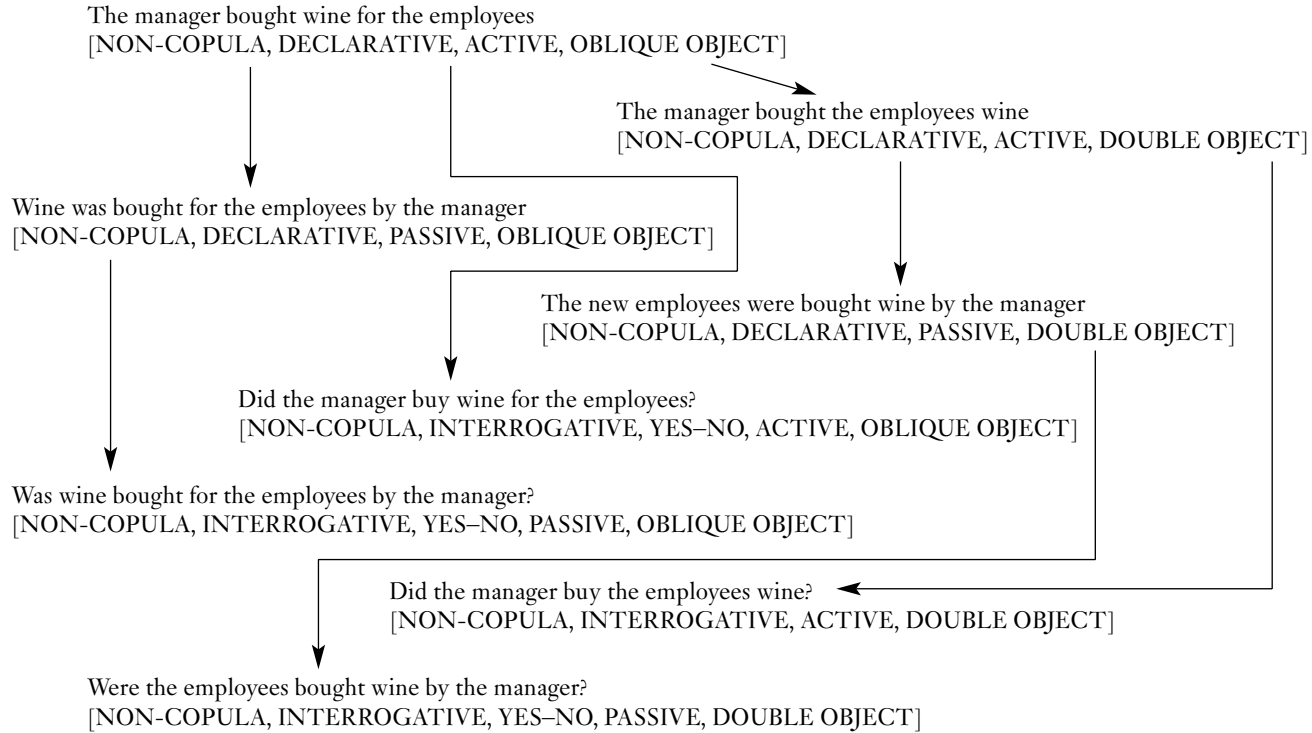 The manager bought wine for the employees
[NON-COPULA, DECLARATIVE, ACTIVE, OBLIQUE OBJECT]
The manager bought the employees wine
[NON-COPULA, DECLARATIVE, ACTIVE, DOUBLE OBJECT]
Wine was bought for the employees by the manager
[NON-COPULA, DECLARATIVE, PASSIVE, OBLIQUE OBJECT]
The new employees were bought wine by the manager
[NON-COPULA, DECLARATIVE, PASSIVE, DOUBLE OBJECT]
Did the manager buy wine for the employees?
[NON-COPULA, INTERROGATIVE, YES–NO, ACTIVE, OBLIQUE OBJECT]
Was wine bought for the employees by the manager?
[NON-COPULA, INTERROGATIVE, YES–NO, PASSIVE, OBLIQUE OBJECT]
Did the manager buy the employees wine?
[NON-COPULA, INTERROGATIVE, ACTIVE, DOUBLE OBJECT]
Were the employees bought wine by the manager?
[NON-COPULA, INTERROGATIVE, YES–NO, PASSIVE, DOUBLE OBJECT]